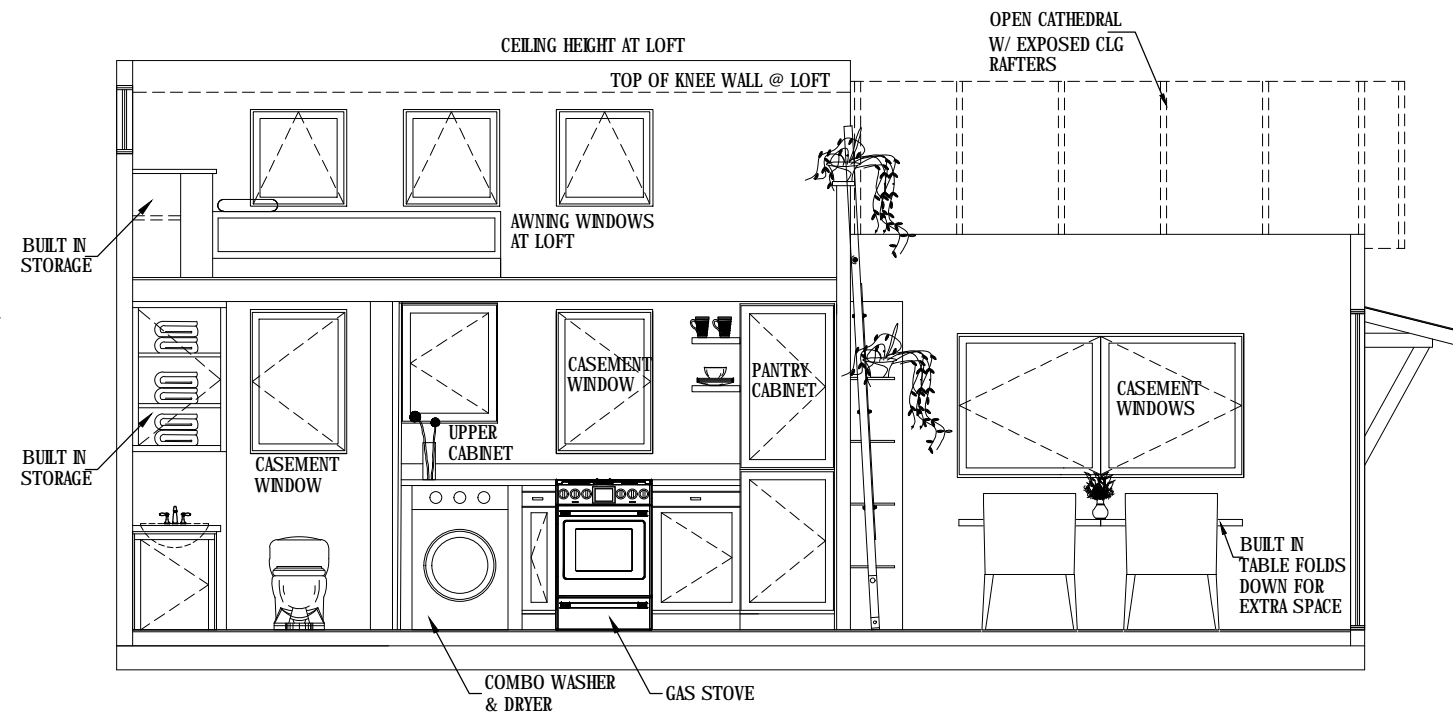 OPEN CATHEDRAL
W/ EXPOSED CLG
RAFTERS
CEILING HEIGHT AT LOFT
TOP OF KNEE WALL @ LOFT
AWNING WINDOWS
AT LOFT
BUILT IN
STORAGE
CASEMENT
WINDOW
PANTRY
CABINET
CASEMENT
WINDOWS
UPPER
CABINET
BUILT IN
STORAGE
CASEMENT
WINDOW
BUILT IN
TABLE FOLDS
DOWN FOR
EXTRA SPACE
COMBO WASHER
& DRYER
GAS STOVE